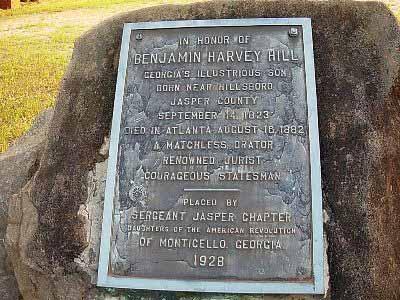 IN HONOR OF
BENJAMIN HARVEY HILL
GEORGIA'S ILLUSTRIOUS SON
BORN NEAR HILLSBORO
JASPER COUNTY
SEPTEMBER 14, 1823
DIED IN ATLANTA AUGUST 16, 1882
A MATCHLESS ORATOR
RENOWNED JURIST
COURAGEOUS STATESMAN
PLACED BY
SERGEANT JASPER CHAPTER
DAUGHTERS OF THE AMERICAN REVOLUTION
OF MONTICELLO, GEORGIA
1928